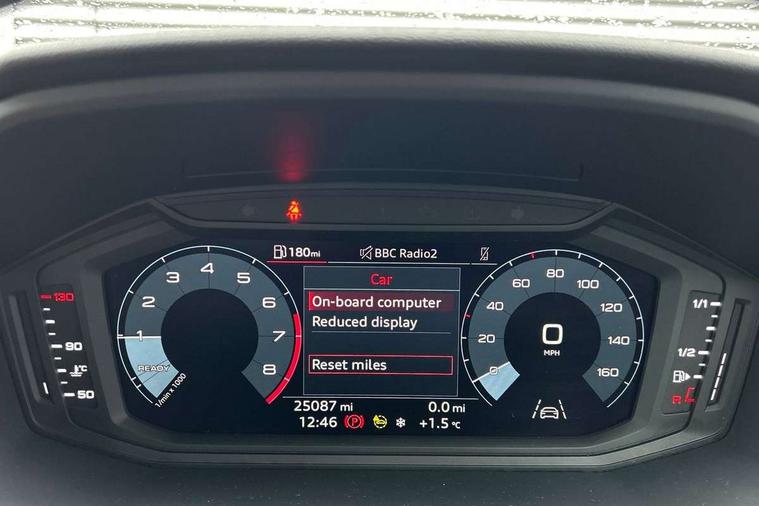 180mi
BBC Radio2
Car
On-board computer
Reduced display
Reset miles
1 2 3 4 5 6 7 8
READY
1/min x 1000
0 20 40 60 80 100 120 140 160
0
MPH
130
90
°C
50
1/1
1/2
R
25087 mi
0.0 mi
12:46
P
+1.5 °C